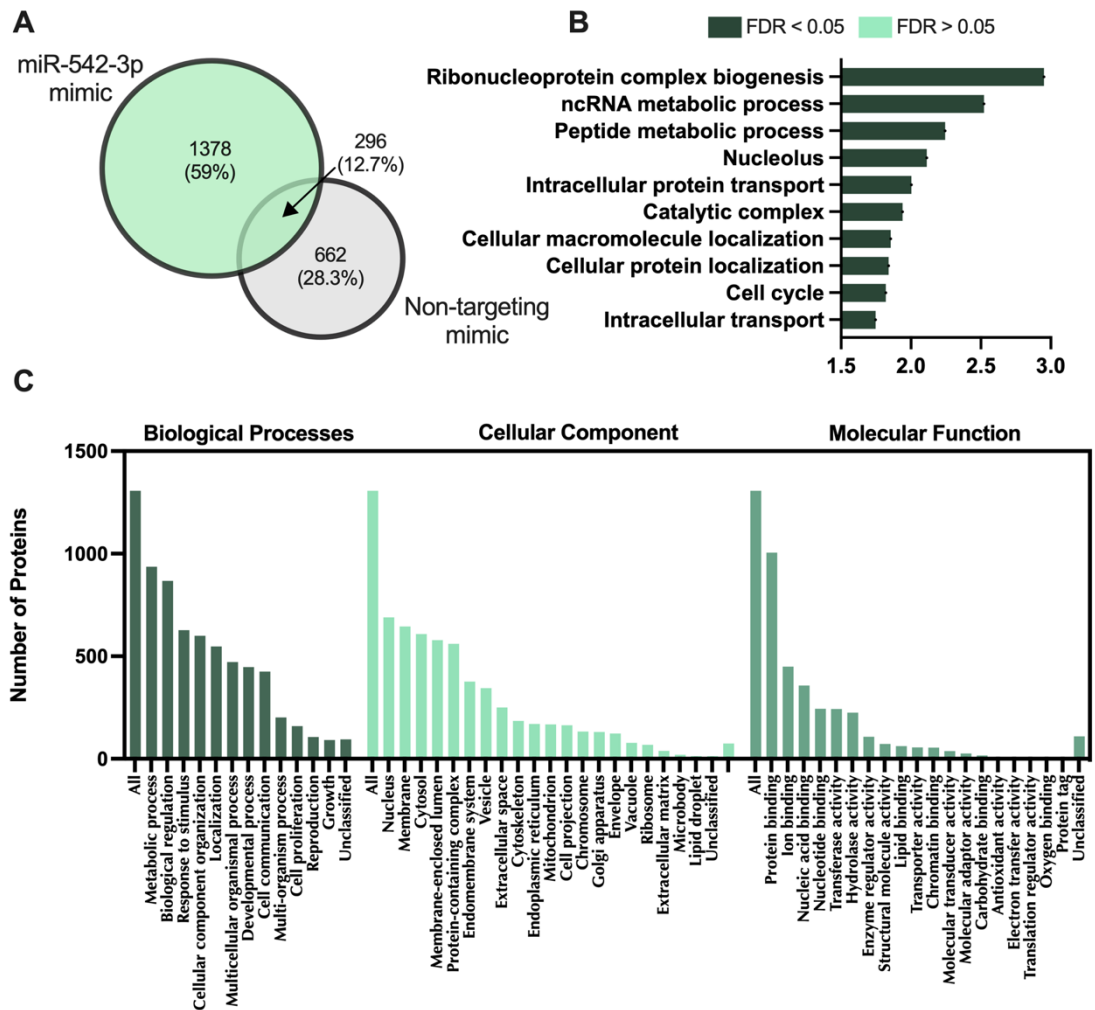 A
miR-542-3p
mimic
1378
(59%)
296
(12.7%)
662
(28.3%)
Non-targeting
mimic
B
FDR < 0.05
FDR > 0.05
Ribonucleoprotein complex biogenesis
ncRNA metabolic process
Peptide metabolic process
Nucleolus
Intracellular protein transport
Catalytic complex
Cellular macromolecule localization
Cellular protein localization
Cell cycle
Intracellular transport
1.5 2.0 2.5 3.0
C
Biological Processes
Cellular Component
Molecular Function
Number of Proteins
1500
1000
500
0
All
Metabolic process
Biological regulation
Response to stimulus
Cellular component organization
Localization
Multicellular organismal process
Developmental process
Cell communication
Multi-organism process
Cell proliferation
Reproduction
Growth
Unclassified
All
Nucleus
Membrane
Cytosol
Membrane-enclosed lumen
Protein-containing complex
Endomembrane system
Vesicle
Extracellular space
Cytoskeleton
Endoplasmic reticulum
Mitochondrion
Cell projection
Chromosome
Golgi apparatus
Envelope
Vacuole
Ribosome
Extracellular matrix
Microbody
Lipid droplet
Unclassified
All
Protein binding
Ion binding
Nucleic acid binding
Nucleotide binding
Transferase activity
Hydrolase activity
Enzyme regulator activity
Structural molecule activity
Lipid binding
Transporter activity
Chromatin binding
Molecular transducer activity
Molecular adaptor activity
Carbohydrate binding
Antioxidant activity
Electron transfer activity
Translation regulator activity
Oxygen binding
Protein tag
Unclassified